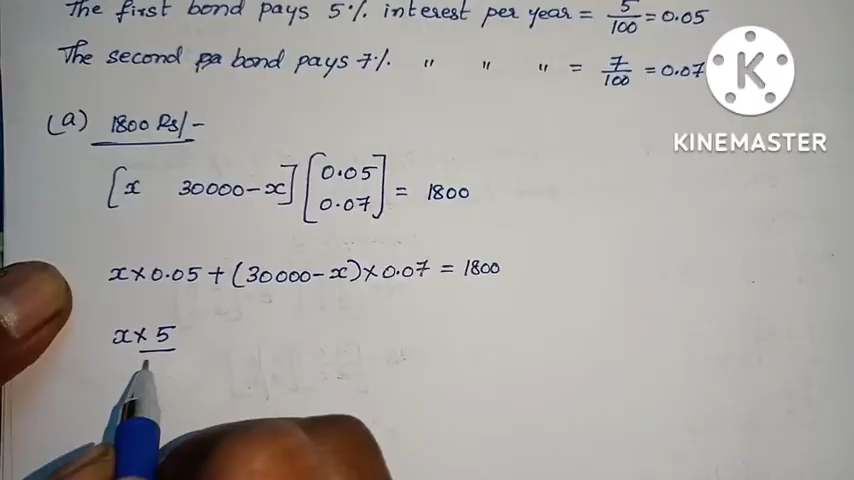 The first bond pays 5% interest per year = 5/100 = 0.05
The second bond pays 7% " " " = 7/100 = 0.07
KINEMASTER
(a) 1800 Rs/-
[x 30000-x] [0.05 0.07] = 1800
x×0.05+(30000-x)×0.07 = 1800
x×5